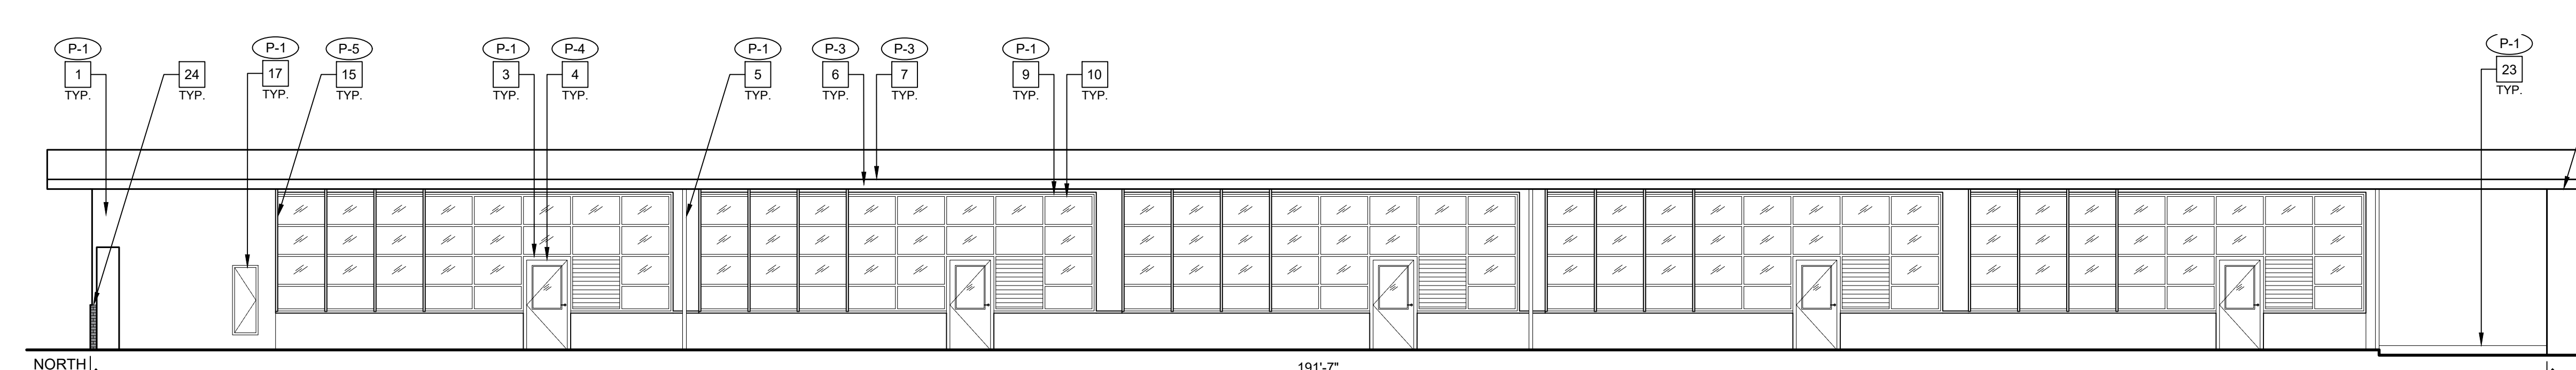 P-1
1
TYP.
24
TYP.
P-1
17
TYP.
P-5
15
TYP.
P-1
3
TYP.
P-4
4
TYP.
P-1
5
TYP.
P-3
6
TYP.
P-3
7
TYP.
P-1
9
TYP.
10
TYP.
P-1
23
TYP.
NORTH
191'-7"